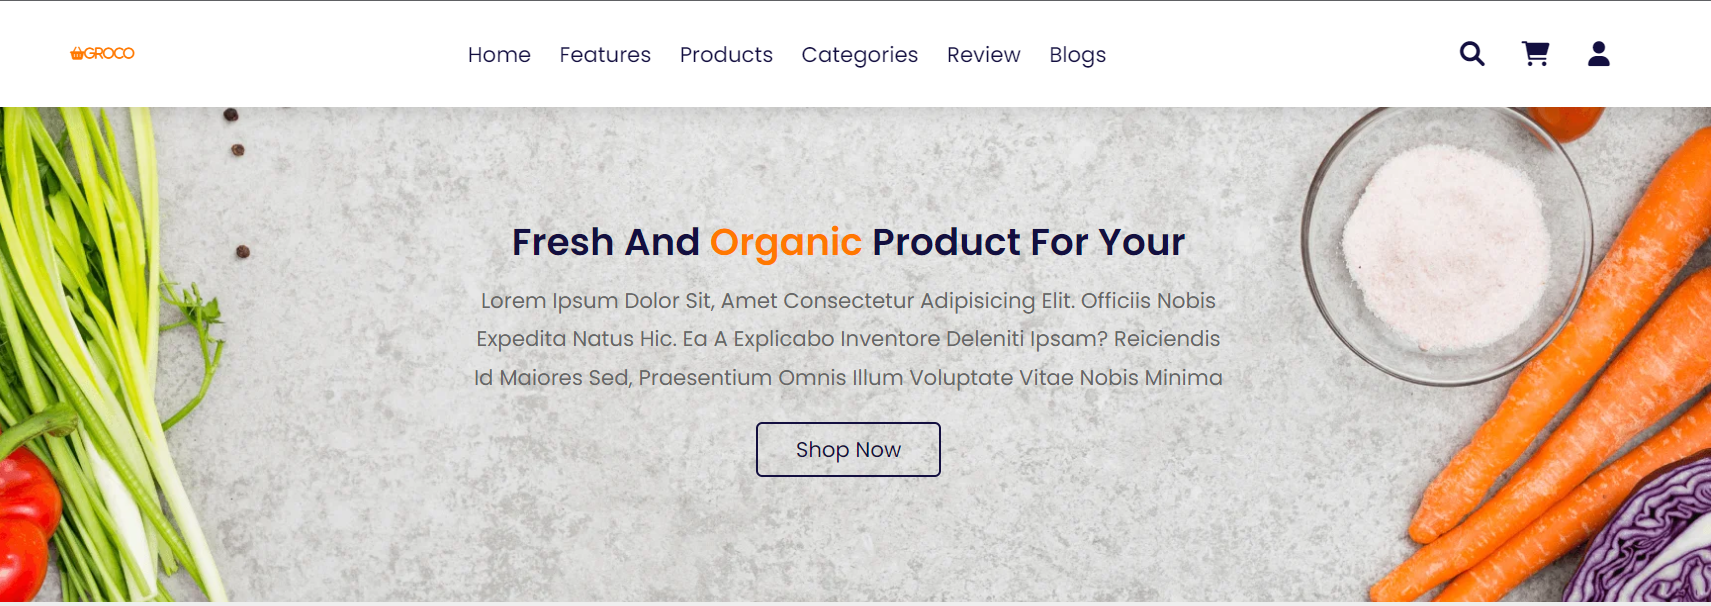 GROCO
Home Features Products Categories Review Blogs
Fresh And Organic Product For Your
Lorem Ipsum Dolor Sit, Amet Consectetur Adipisicing Elit. Officiis Nobis
Expedita Natus Hic. Ea A Explicabo Inventore Deleniti Ipsam? Reiciendis
Id Maiores Sed, Praesentium Omnis Illum Voluptate Vitae Nobis Minima
Shop Now